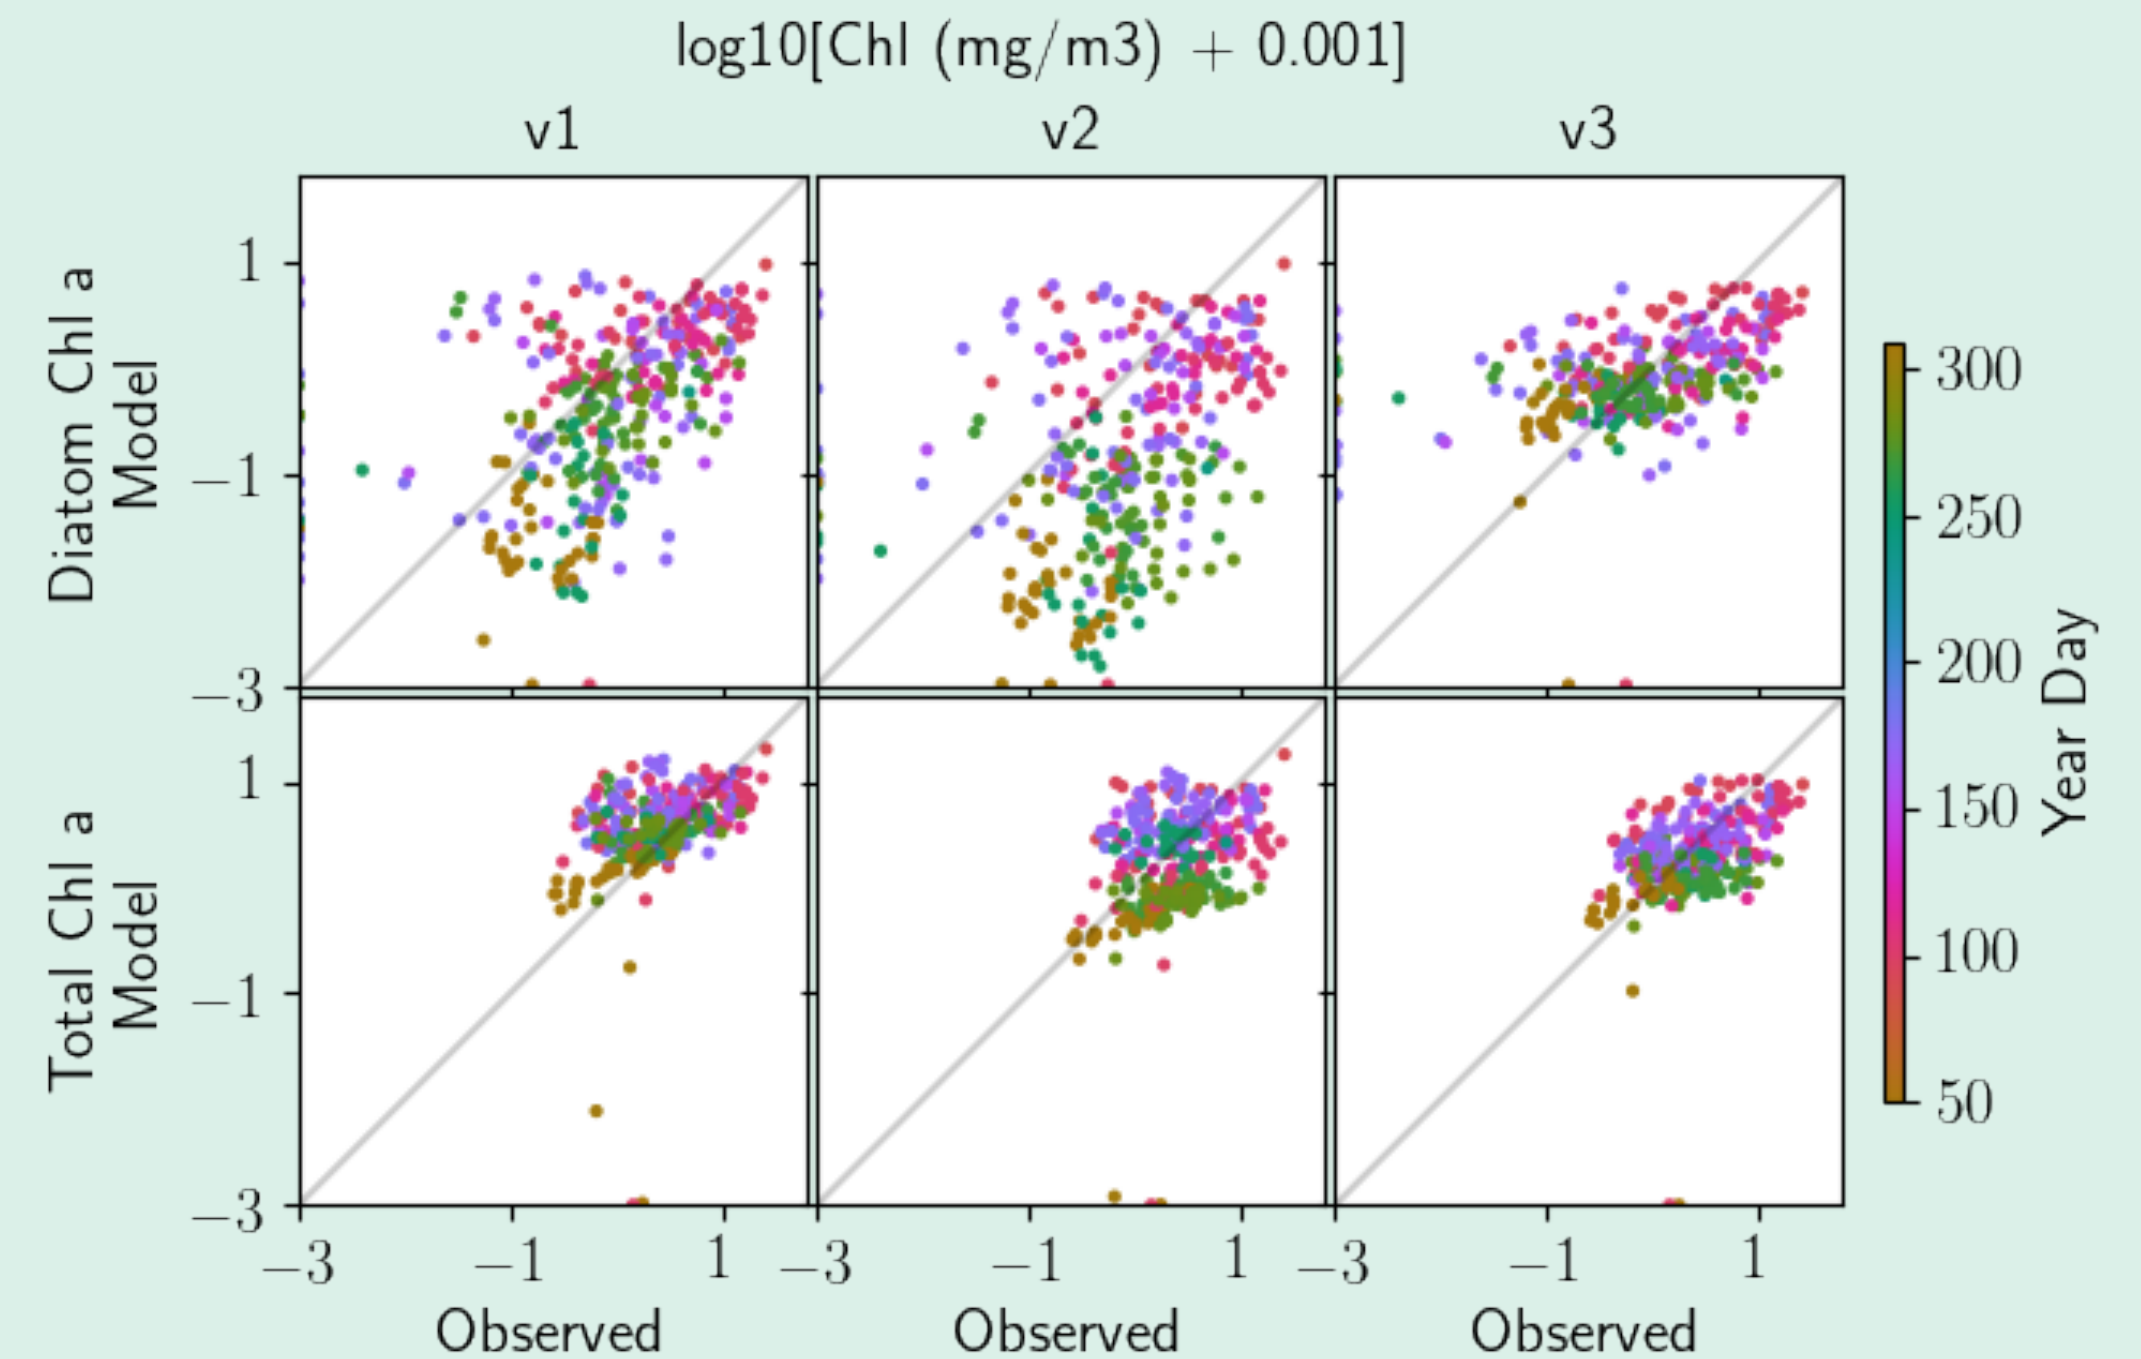 log10[Chl (mg/m3) + 0.001]
v1 v2 v3
Diatom Chl a
Model
1
−1
−3
Total Chl a
Model
1
−1
−3
−3 −1 1 −3 −1 1 −3 −1 1
Observed Observed Observed
300
250
200
150
100
50
Year Day